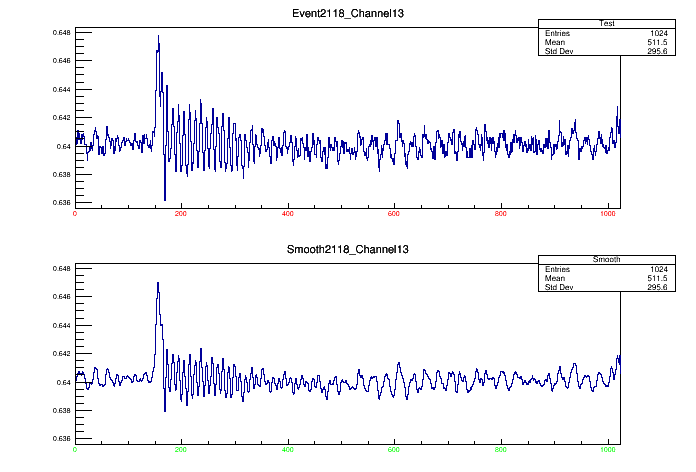 Event2118_Channel13
Test
Entries 1024
Mean 511.5
Std Dev 295.6
0.648
0.646
0.644
0.642
0.64
0.638
0.636
0 200 400 600 800 1000
Smooth2118_Channel13
Smooth
Entries 1024
Mean 511.5
Std Dev 295.6
0.648
0.646
0.644
0.642
0.64
0.638
0.636
0 200 400 600 800 1000